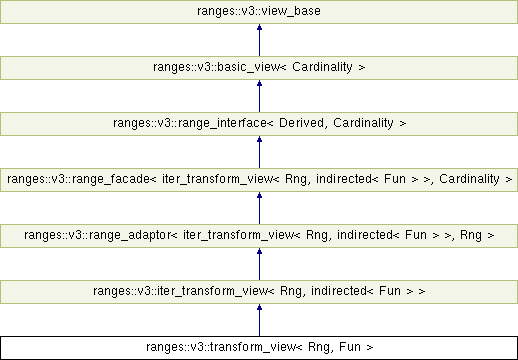 ranges::v3::view_base
ranges::v3::basic_view< Cardinality >
ranges::v3::range_interface< Derived, Cardinality >
ranges::v3::range_facade< iter_transform_view< Rng, indirected< Fun > >, Cardinality >
ranges::v3::range_adaptor< iter_transform_view< Rng, indirected< Fun > >, Rng >
ranges::v3::iter_transform_view< Rng, indirected< Fun > >
ranges::v3::transform_view< Rng, Fun >